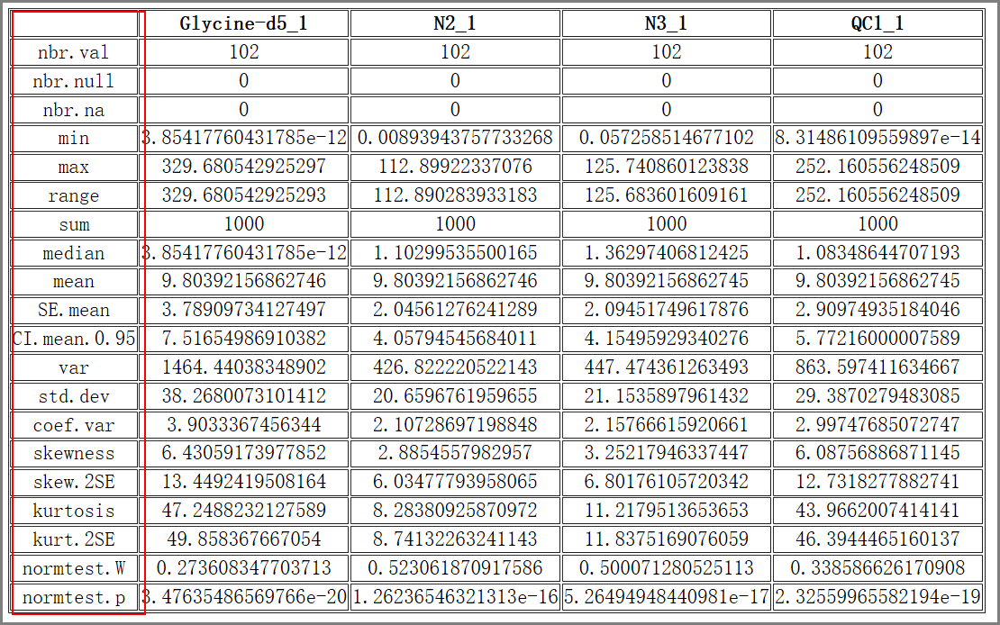 Glycine-d5_1 N2_1 N3_1 QC1_1
nbr.val 102 102 102 102
nbr.null 0 0 0 0
nbr.na 0 0 0 0
min 3.85417760431785e-12 0.00893943757733268 0.057258514677102 8.31486109559897e-14
max 329.680542925297 112.89922337076 125.740860123838 252.160556248509
range 329.680542925293 112.890283933183 125.683601609161 252.160556248509
sum 1000 1000 1000 1000
median 3.85417760431785e-12 1.10299535500165 1.36297406812425 1.08348644707193
mean 9.80392156862746 9.80392156862746 9.80392156862745 9.80392156862745
SE.mean 3.78909734127497 2.04561276241289 2.09451749617876 2.90974935184046
CI.mean.0.95 7.51654986910382 4.05794545684011 4.15495929340276 5.77216000007589
var 1464.44038348902 426.822220522143 447.474361263493 863.597411634667
std.dev 38.2680073101412 20.6596761959655 21.1535897961432 29.3870279483085
coef.var 3.9033367456344 2.10728697198848 2.15766615920661 2.99747685072747
skewness 6.43059173977852 2.8854557982957 3.25217946337447 6.08756886871145
skew.2SE 13.4492419508164 6.03477793958065 6.80176105720342 12.7318277882741
kurtosis 47.2488232127589 8.28380925870972 11.2179513653653 43.9662007414141
kurt.2SE 49.858367667054 8.74132263241143 11.8375169076059 46.3944465160137
normtest.W 0.273608347703713 0.523061870917586 0.500071280525113 0.338586626170908
normtest.p 3.47635486569766e-20 1.26236546321313e-16 5.26494948440981e-17 2.32559965582194e-19